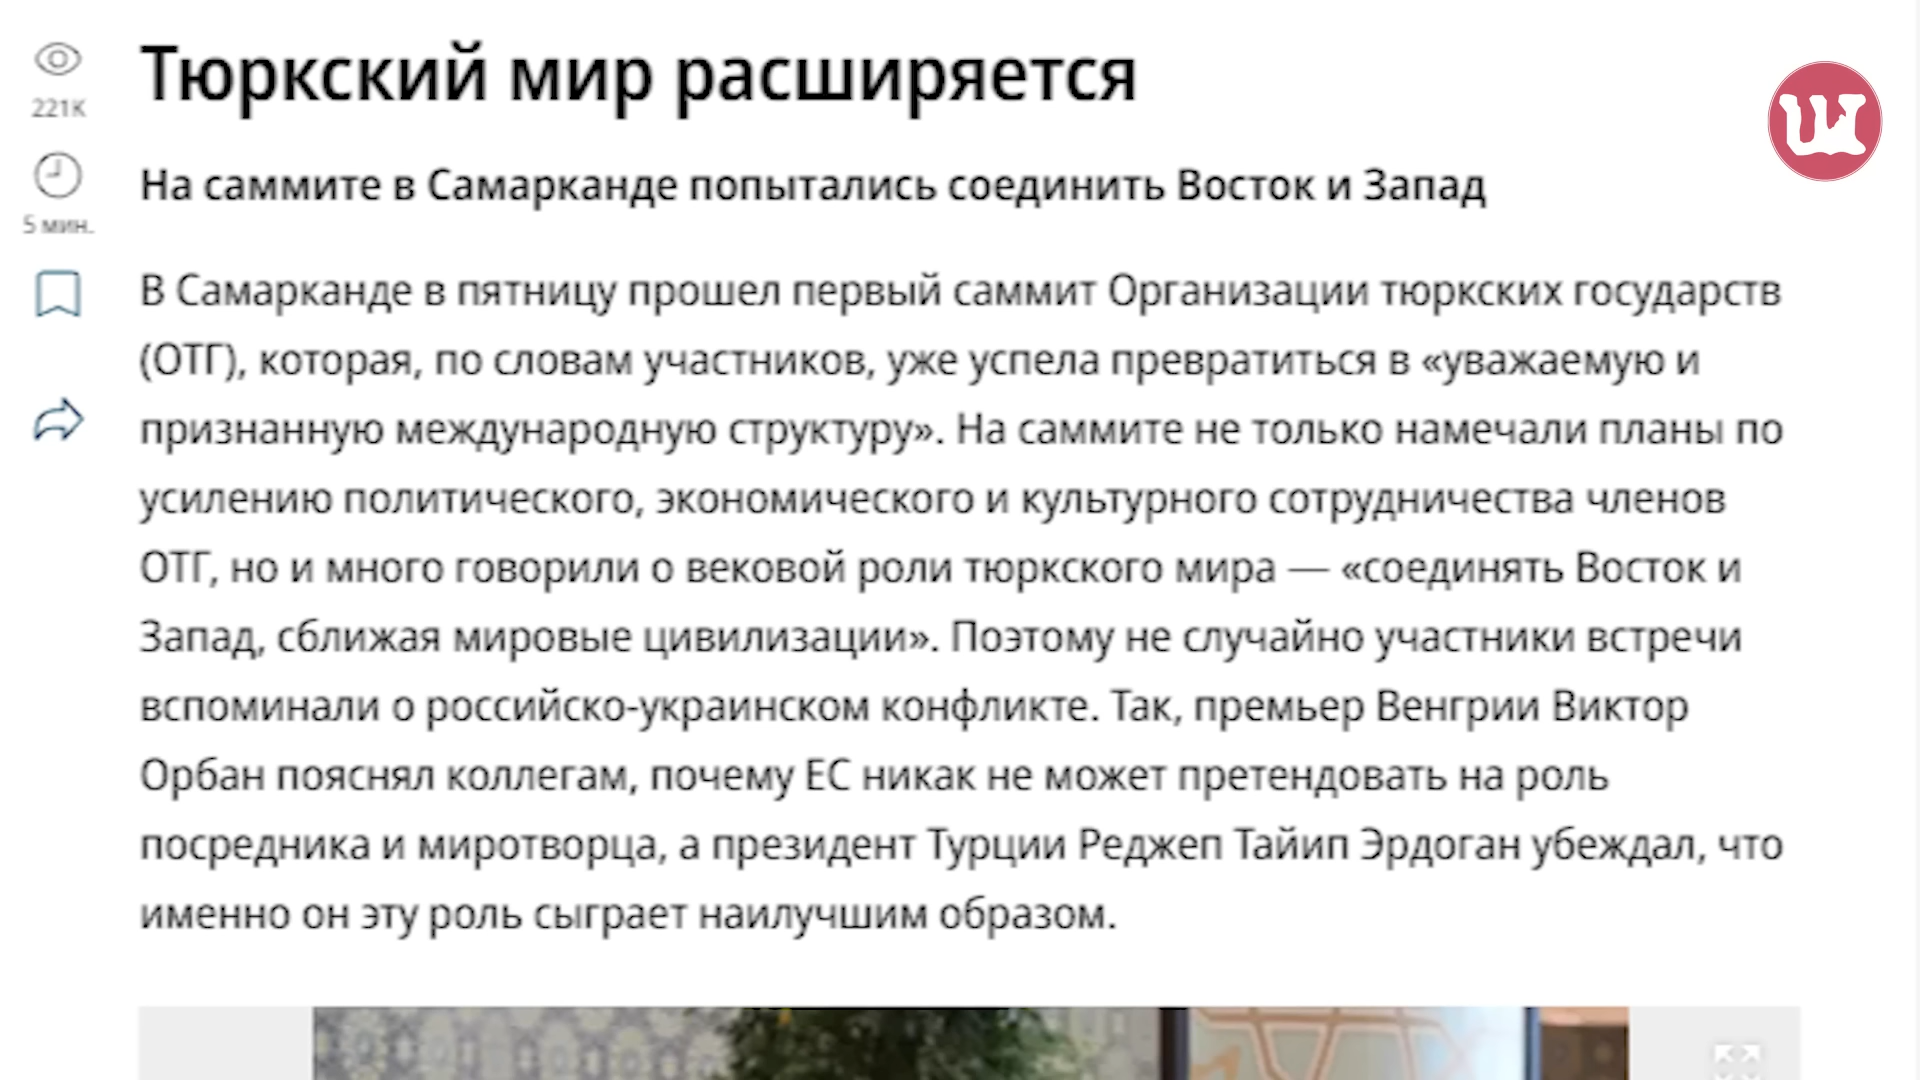 Тюркский мир расширяется
221K
5 мин.
На саммите в Самарканде попытались соединить Восток и Запад
В Самарканде в пятницу прошел первый саммит Организации тюркских государств
(ОТГ), которая, по словам участников, уже успела превратиться в «уважаемую и
признанную международную структуру». На саммите не только намечали планы по
усилению политического, экономического и культурного сотрудничества членов
ОТГ, но и много говорили о вековой роли тюркского мира — «соединять Восток и
Запад, сближая мировые цивилизации». Поэтому не случайно участники встречи
вспоминали о российско-украинском конфликте. Так, премьер Венгрии Виктор
Орбан пояснял коллегам, почему ЕС никак не может претендовать на роль
посредника и миротворца, а президент Турции Реджеп Тайип Эрдоган убеждал, что
именно он эту роль сыграет наилучшим образом.
Ш